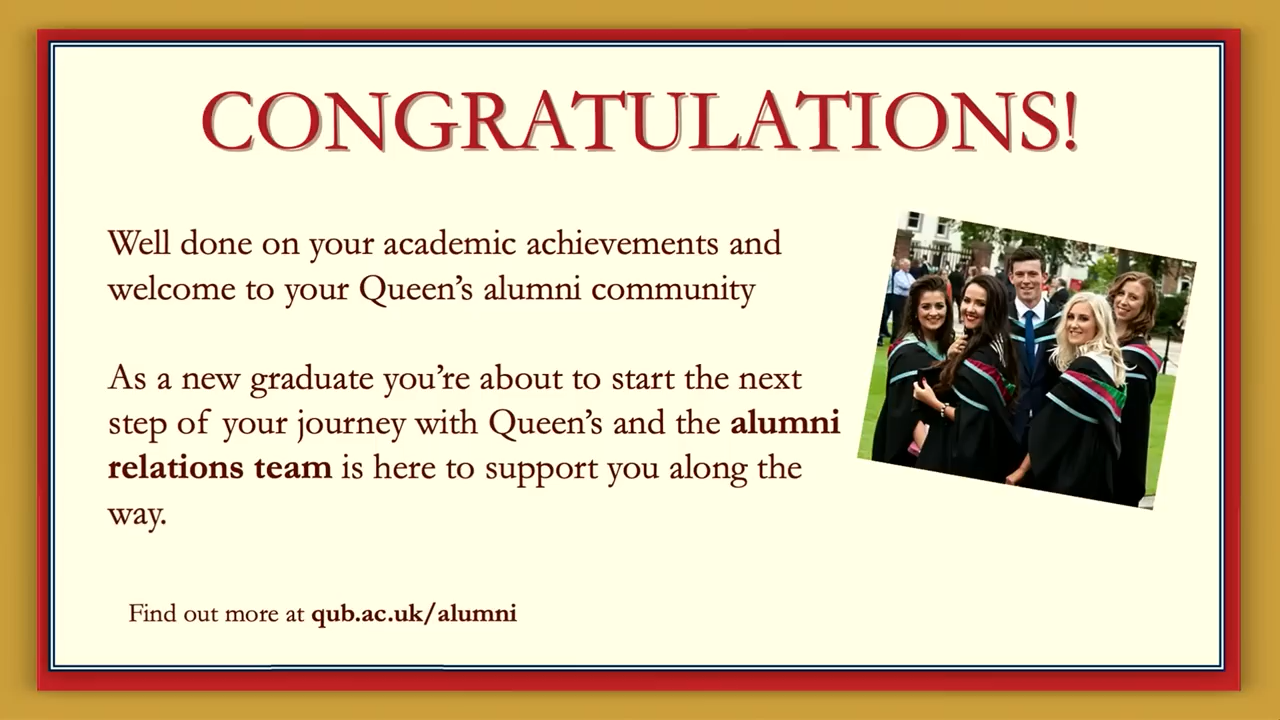 CONGRATULATIONS!
Well done on your academic achievements and
welcome to your Queen’s alumni community
As a new graduate you’re about to start the next
step of your journey with Queen’s and the alumni
relations team is here to support you along the
way.
Find out more at qub.ac.uk/alumni